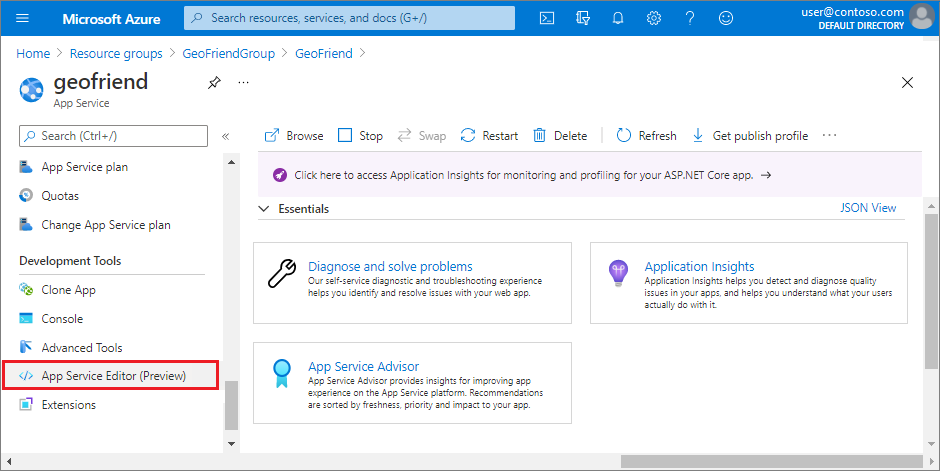 Microsoft Azure
Search resources, services, and docs (G+/)
user@contoso.com
DEFAULT DIRECTORY
Home > Resource groups > GeoFriendGroup > GeoFriend >
geofriend
App Service
Search (Ctrl+/)
Browse Stop Swap Restart Delete Refresh Get publish profile
App Service plan
Quotas
Change App Service plan
Development Tools
Clone App
Console
Advanced Tools
App Service Editor (Preview)
Extensions
Click here to access Application Insights for monitoring and profiling for your ASP.NET Core app. →
Essentials
JSON View
Diagnose and solve problems
Our self-service diagnostic and troubleshooting experience
helps you identify and resolve issues with your web app.
Application Insights
Application Insights helps you detect and diagnose quality
issues in your apps, and helps you understand what your users
actually do with it.
App Service Advisor
App Service Advisor provides insights for improving app
experience on the App Service platform. Recommendations
are sorted by freshness, priority and impact to your app.